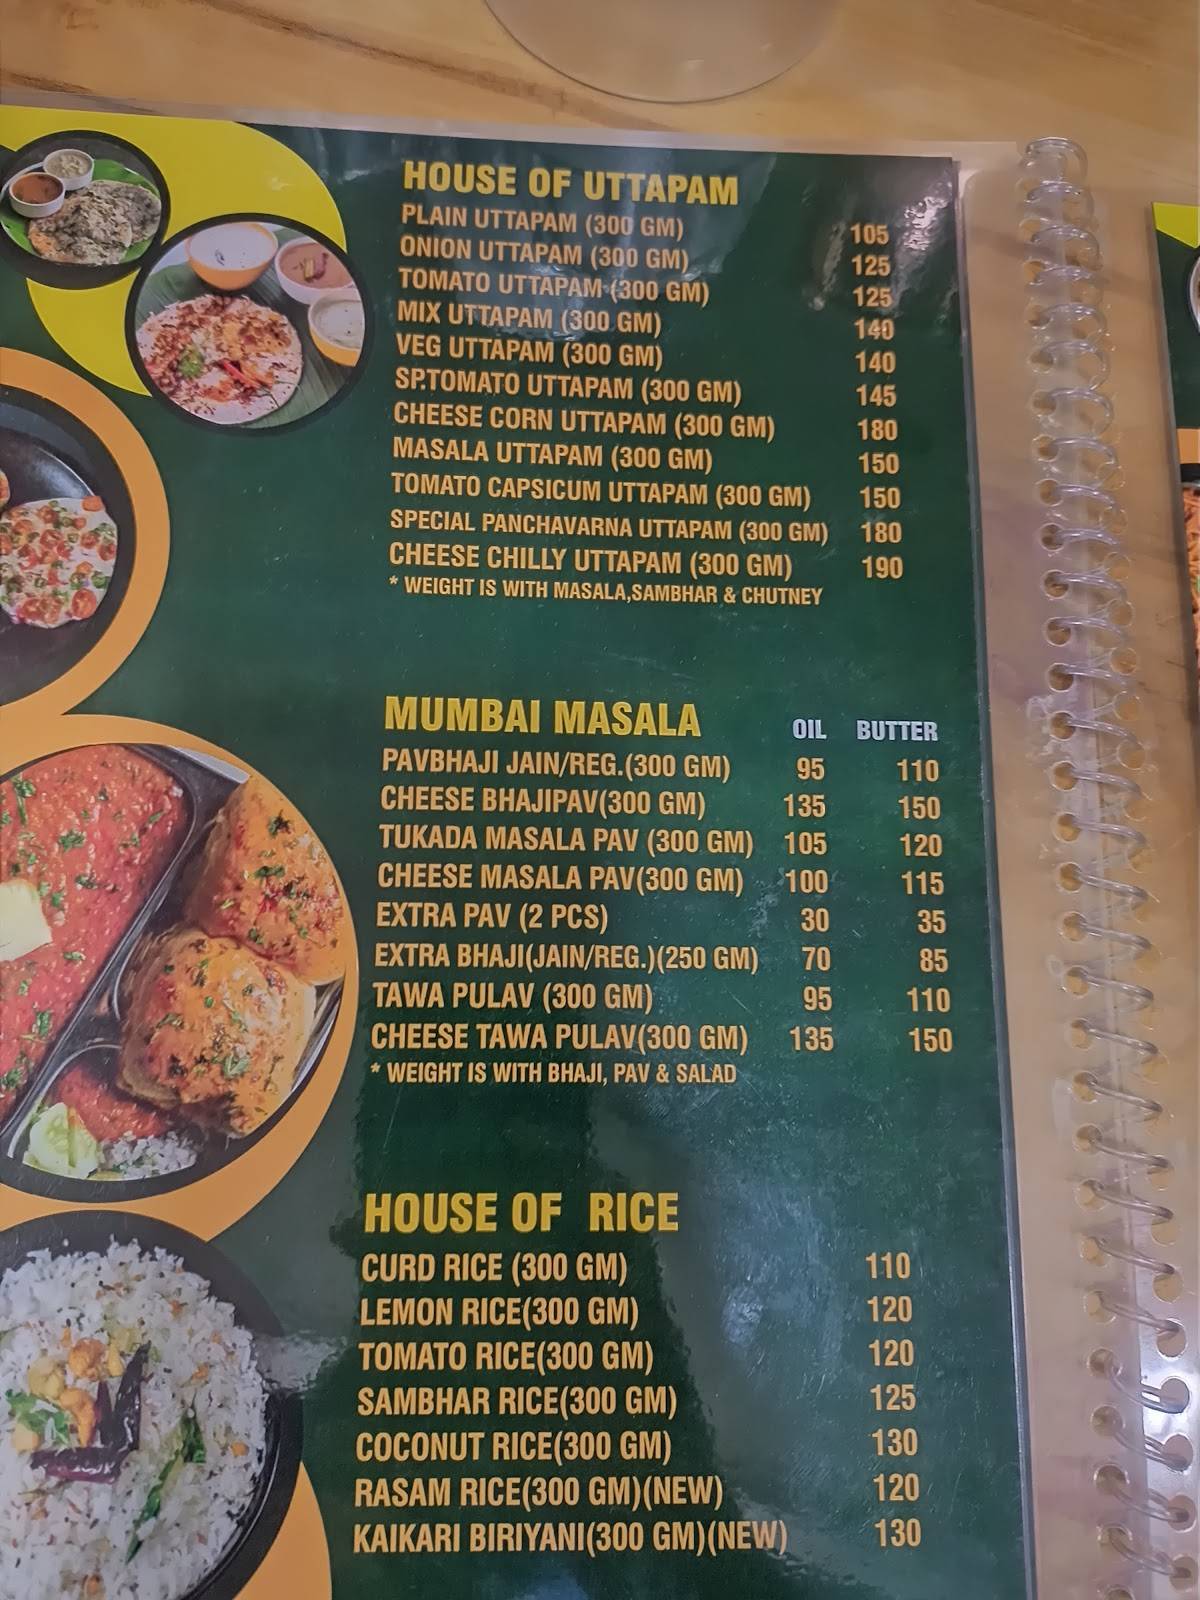 HOUSE OF UTTAPAM
PLAIN UTTAPAM (300 GM) 105
ONION UTTAPAM (300 GM) 125
TOMATO UTTAPAM (300 GM) 125
MIX UTTAPAM (300 GM) 140
VEG UTTAPAM (300 GM) 140
SP.TOMATO UTTAPAM (300 GM) 145
CHEESE CORN UTTAPAM (300 GM) 180
MASALA UTTAPAM (300 GM) 150
TOMATO CAPSICUM UTTAPAM (300 GM) 150
SPECIAL PANCHAVARNA UTTAPAM (300 GM) 180
CHEESE CHILLY UTTAPAM (300 GM) 190
* WEIGHT IS WITH MASALA,SAMBHAR & CHUTNEY
MUMBAI MASALA OIL BUTTER
PAVBHAJI JAIN/REG.(300 GM) 95 110
CHEESE BHAJIPAV(300 GM) 135 150
TUKADA MASALA PAV (300 GM) 105 120
CHEESE MASALA PAV(300 GM) 100 115
EXTRA PAV (2 PCS) 30 35
EXTRA BHAJI(JAIN/REG.)(250 GM) 70 85
TAWA PULAV (300 GM) 95 110
CHEESE TAWA PULAV(300 GM) 135 150
* WEIGHT IS WITH BHAJI, PAV & SALAD
HOUSE OF RICE
CURD RICE (300 GM) 110
LEMON RICE(300 GM) 120
TOMATO RICE(300 GM) 120
SAMBHAR RICE(300 GM) 125
COCONUT RICE(300 GM) 130
RASAM RICE(300 GM)(NEW) 120
KAIKARI BIRIYANI(300 GM)(NEW) 130